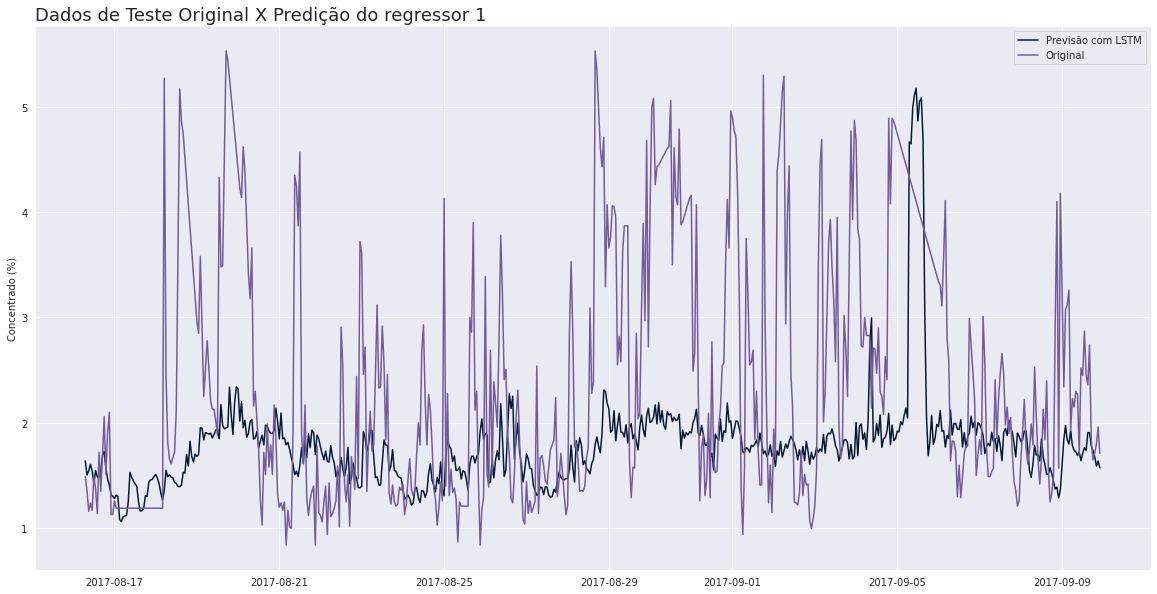 Dados de Teste Original X Predição do regressor 1
Previsão com LSTM
Original
Concentrado (%)
5
4
3
2
1
2017-08-17 2017-08-21 2017-08-25 2017-08-29 2017-09-01 2017-09-05 2017-09-09